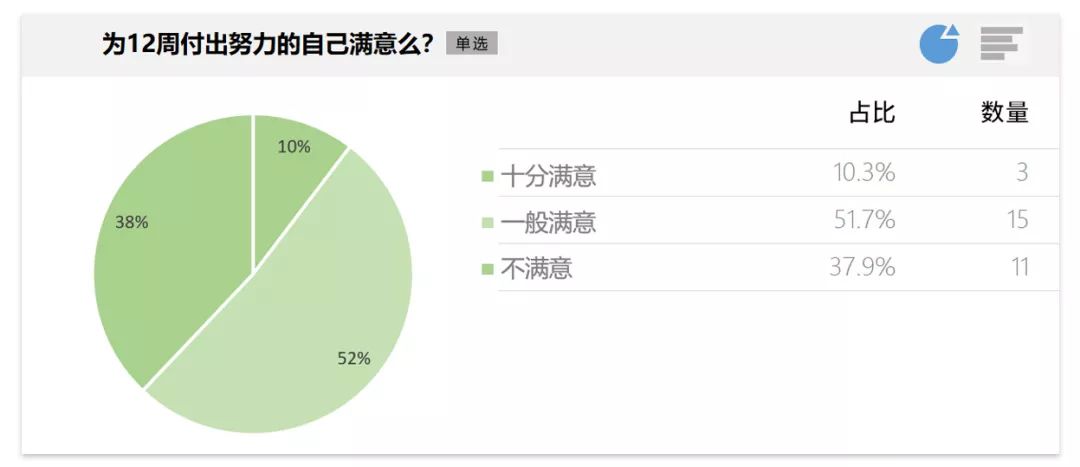 为12周付出努力的自己满意么? 单选
占比 数量
10%
38%
52%
十分满意 10.3% 3
一般满意 51.7% 15
不满意 37.9% 11